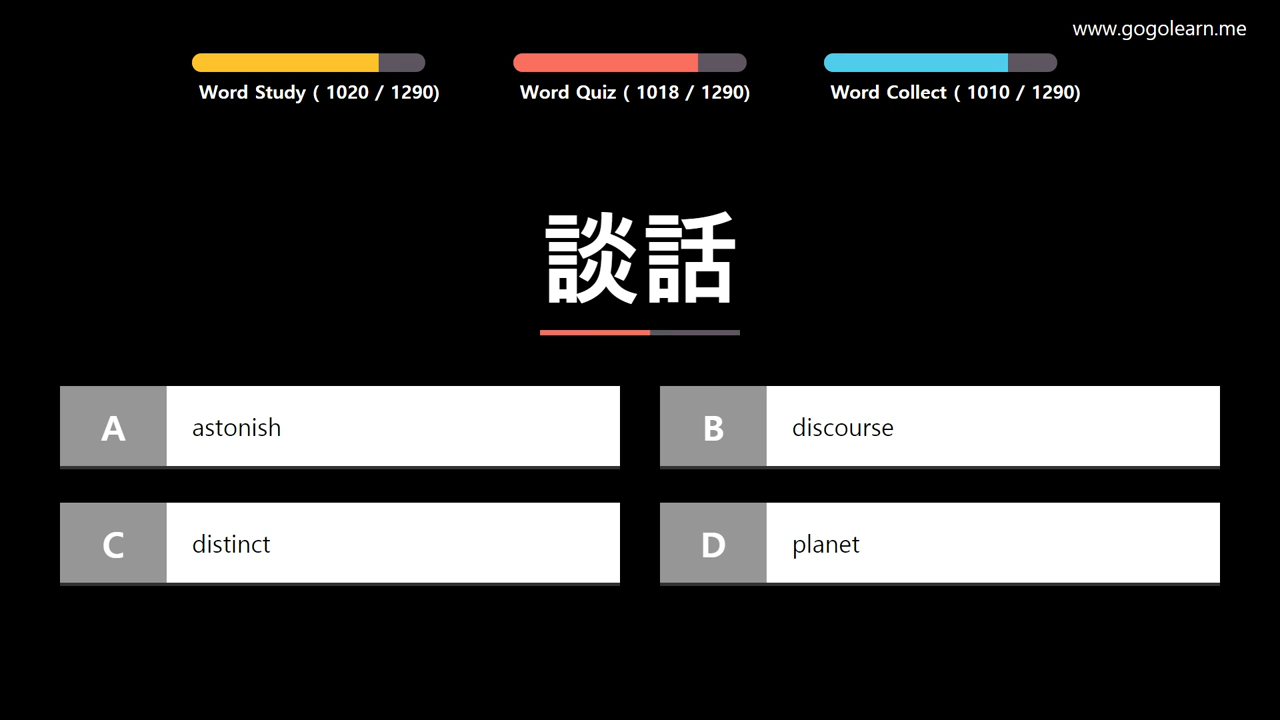 www.gogolearn.me
Word Study ( 1020 / 1290)
Word Quiz ( 1018 / 1290)
Word Collect ( 1010 / 1290)
談話
A astonish
B discourse
C distinct
D planet